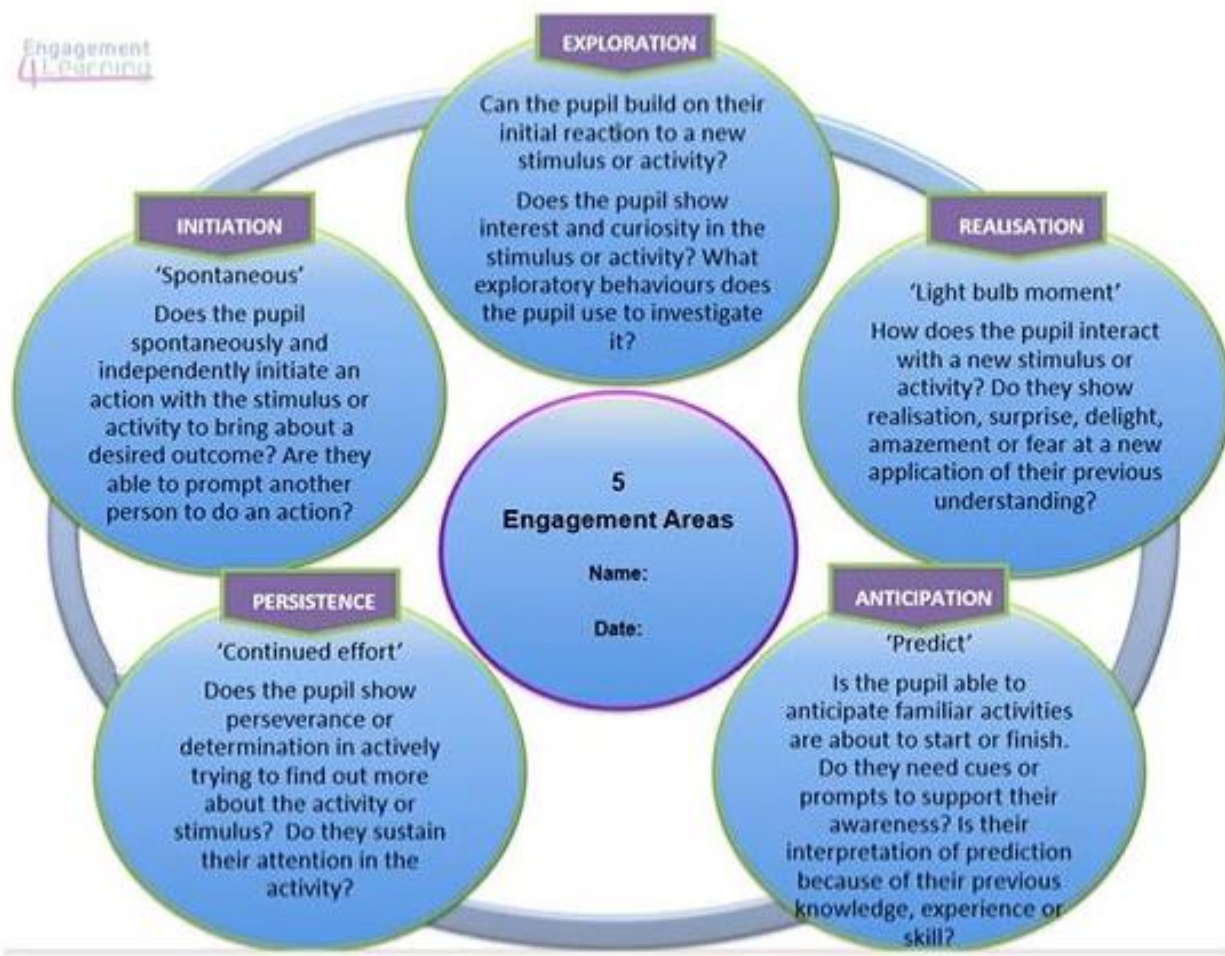 Engagement
4Learning
EXPLORATION
Can the pupil build on their
initial reaction to a new
stimulus or activity?
Does the pupil show
interest and curiosity in the
stimulus or activity? What
exploratory behaviours does
the pupil use to investigate
it?
REALISATION
‘Light bulb moment’
How does the pupil interact
with a new stimulus or
activity? Do they show
realisation, surprise, delight,
amazement or fear at a new
application of their previous
understanding?
ANTICIPATION
‘Predict’
Is the pupil able to
anticipate familiar activities
are about to start or finish.
Do they need cues or
prompts to support their
awareness? Is their
interpretation of prediction
because of their previous
knowledge, experience or
skill?
PERSISTENCE
‘Continued effort’
Does the pupil show
perseverance or
determination in actively
trying to find out more
about the activity or
stimulus?  Do they sustain
their attention in the
activity?
INITIATION
‘Spontaneous’
Does the pupil
spontaneously and
independently initiate an
action with the stimulus or
activity to bring about a
desired outcome? Are they
able to prompt another
person to do an action?
5
Engagement Areas
Name:
Date: